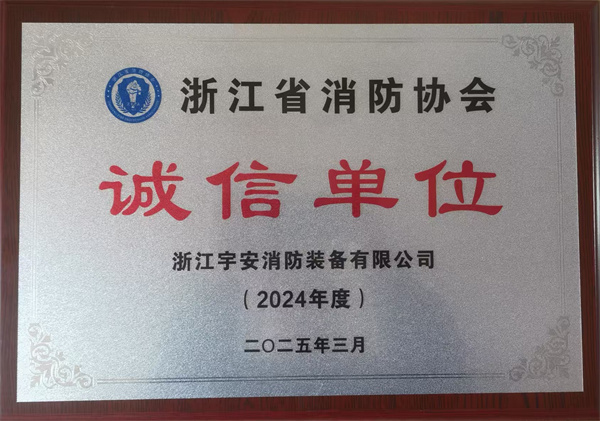 浙江省消防协会
诚信单位
浙江宇安消防装备有限公司
（2024年度）
二〇二五年三月